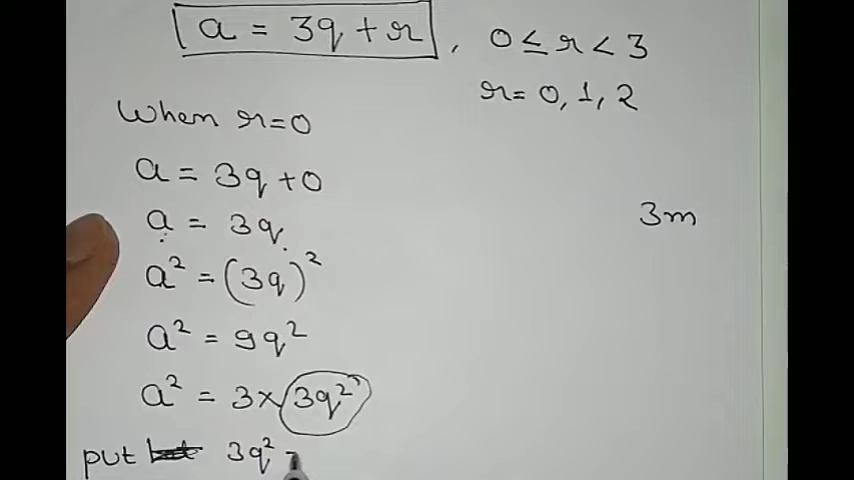 a = 3q + r , 0 ≤ r < 3
r = 0, 1, 2
When r=0
a = 3q + 0
a = 3q
3m
a² = (3q)²
a² = 9q²
a² = 3 × 3q²
put 3q² =